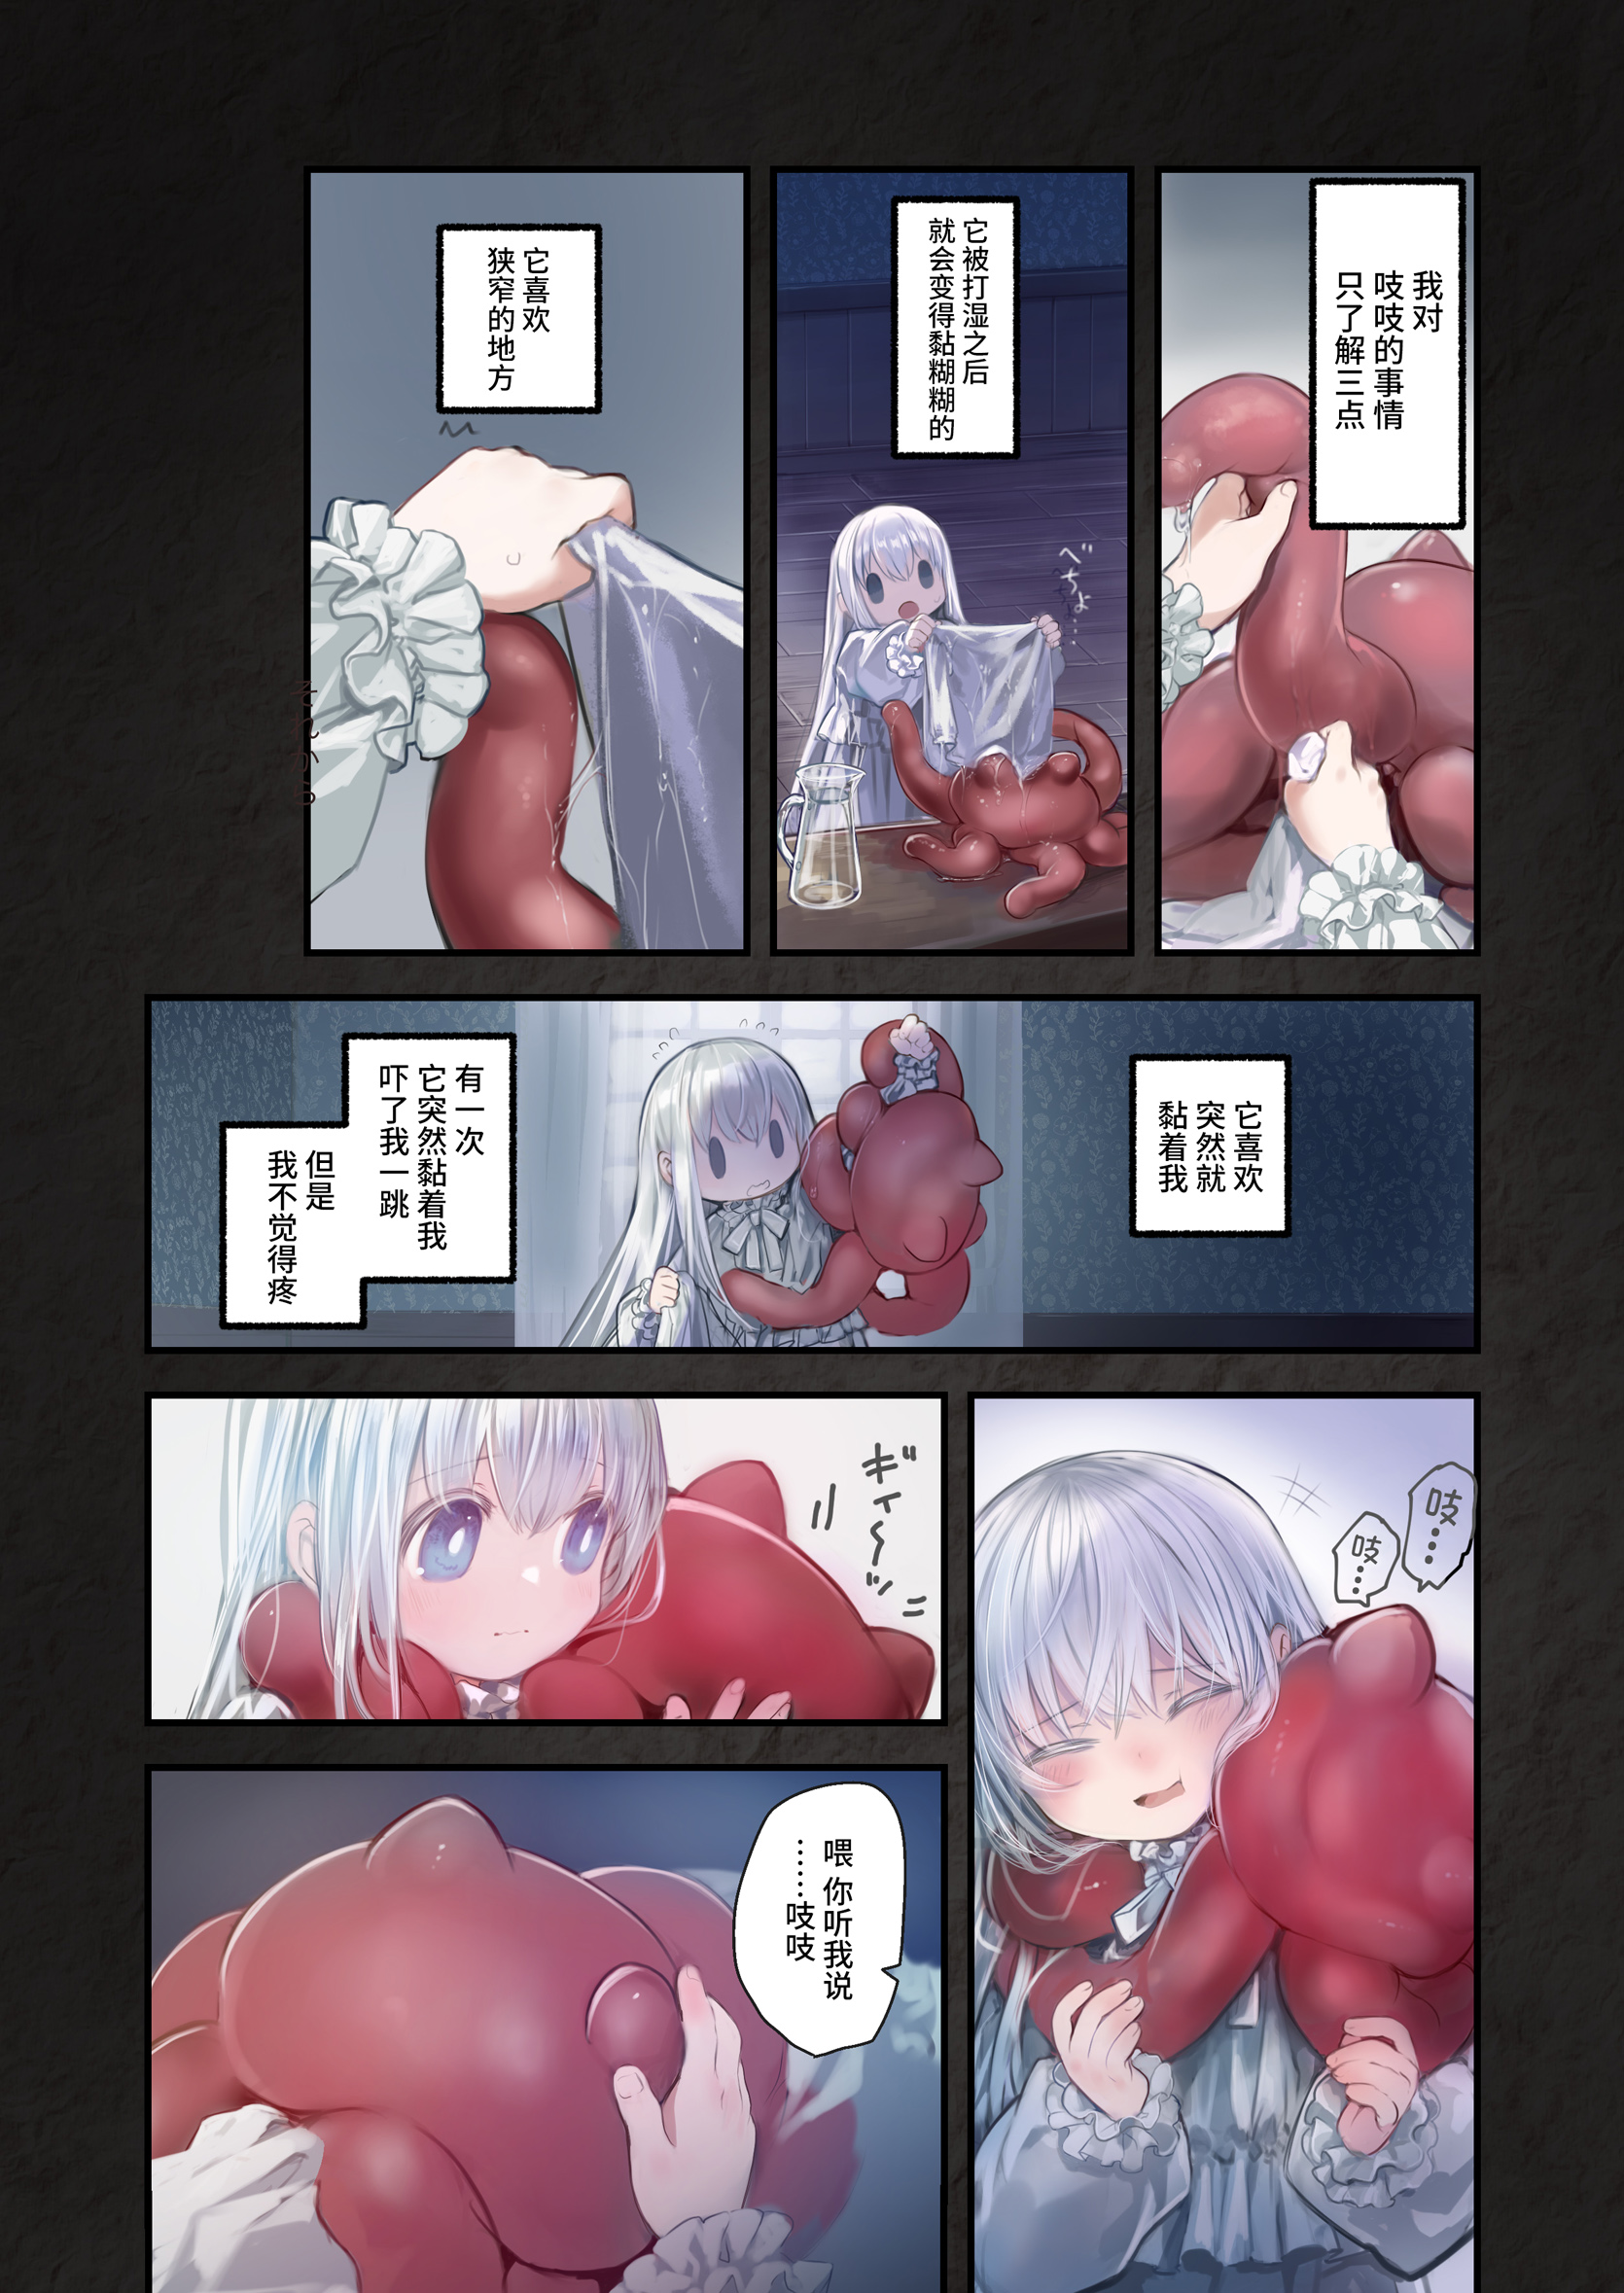 我对
吱吱的事情
只了解三点
它被打湿之后
就会变得黏糊糊的
べちょ……
它喜欢
狭窄的地方
それから
它喜欢
突然就
黏着我
有一次
它突然黏着我
吓了我一跳
但是
我不觉得疼
吱……
吱……
ギィ〜ッ
喂 你听我说
……吱吱